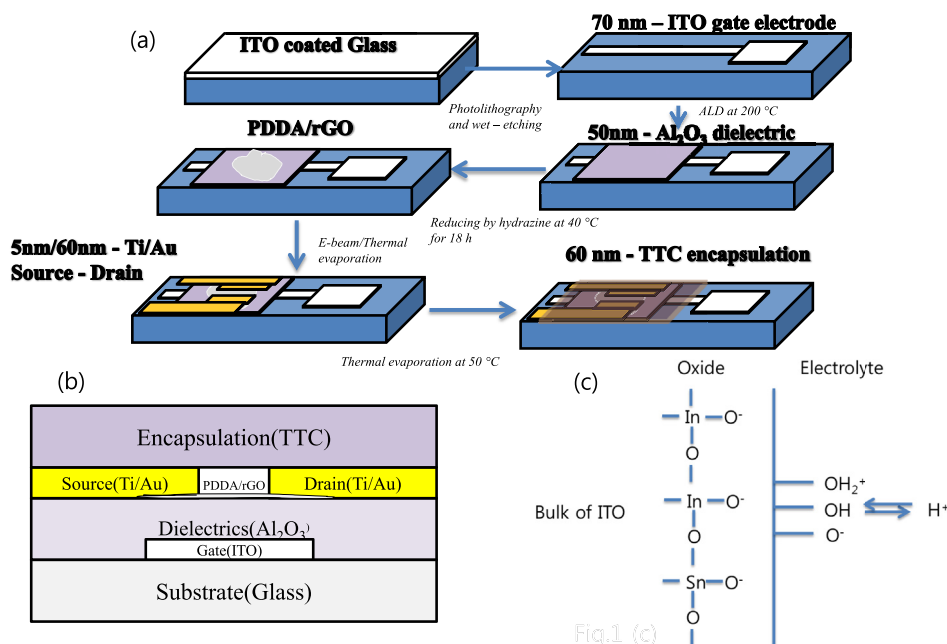 (a)
ITO coated Glass
70 nm – ITO gate electrode
Photolithography
and wet – etching
ALD at 200 °C
PDDA/rGO
50nm - Al₂O₃ dielectric
Reducing by hydrazine at 40 °C
for 18 h
5nm/60nm - Ti/Au
Source - Drain
E-beam/Thermal
evaporation
60 nm - TTC encapsulation
Thermal evaporation at 50 °C
(b)
Encapsulation(TTC)
Source(Ti/Au)
PDDA/rGO
Drain(Ti/Au)
Dielectrics(Al₂O₃)
Gate(ITO)
Substrate(Glass)
(c)
Oxide
Electrolyte
In
O⁻
O
Bulk of ITO
In
O⁻
O
Sn
O⁻
O
OH₂⁺
OH
H⁺
O⁻
Fig.1 (c)